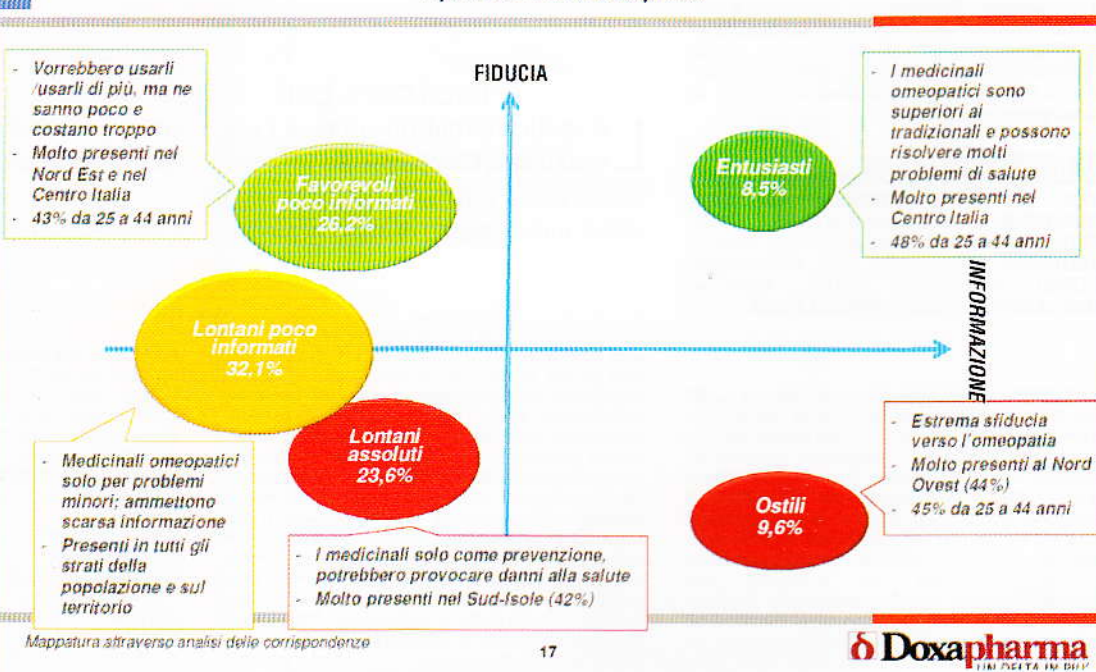 - Vorrebbero usarli
/usarli di più, ma ne
sanno poco e
costano troppo
- Molto presenti nel
Nord Est e nel
Centro Italia
- 43% da 25 a 44 anni
FIDUCIA
- I medicinali
omeopatici sono
superiori ai
tradizionali e possono
risolvere molti
problemi di salute
- Molto presenti nel
Centro Italia
- 48% da 25 a 44 anni
Favorevoli
poco informati
26,2%
Entusiasti
8,5%
INFORMAZIONE
Lontani poco
informati
32,1%
Lontani
assoluti
23,6%
Ostili
9,6%
- Estrema sfiducia
verso l'omeopatia
- Molto presenti al Nord
Ovest (44%)
- 45% da 25 a 44 anni
- Medicinali omeopatici
solo per problemi
minori; ammettono
scarsa informazione
- Presenti in tutti gli
strati della
popolazione e sul
territorio
- I medicinali solo come prevenzione,
potrebbero provocare danni alla salute
- Molto presenti nel Sud-Isole (42%)
Mappatura attraverso analisi delle corrispondenze
17
Doxapharma
UN DELTA IN PIU'